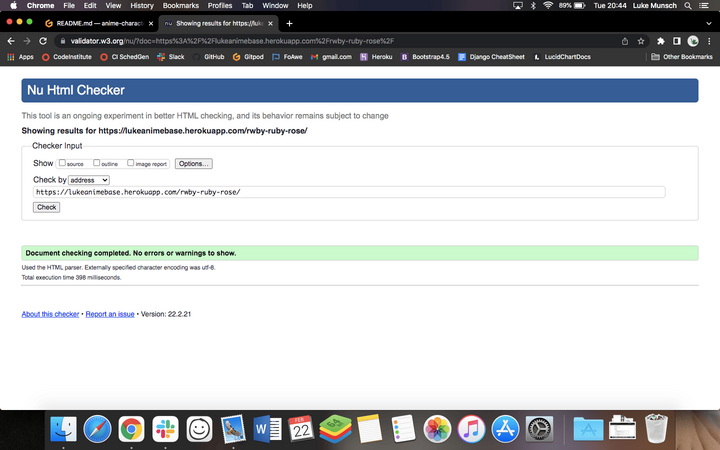 Chrome File Edit View History Bookmarks Profiles Tab Window Help 89% Tue 20:44 Luke Munsch
README.md — anime-charact
Showing results for https://luke
validator.w3.org/nu/?doc=https%3A%2F%2Flukeanimebase.herokuapp.com%2Frwby-ruby-rose%2F
Apps CodeInstitute CI SchedGen Slack GitHub Gitpod FoAwe gmail.com Heroku Bootstrap4.5 Django CheatSheet LucidChartDocs Other Bookmarks
Nu Html Checker
This tool is an ongoing experiment in better HTML checking, and its behavior remains subject to change
Showing results for https://lukeanimebase.herokuapp.com/rwby-ruby-rose/
Checker Input
Show source outline image report Options...
Check by address
https://lukeanimebase.herokuapp.com/rwby-ruby-rose/
Check
Document checking completed. No errors or warnings to show.
Used the HTML parser. Externally specified character encoding was utf-8.
Total execution time 398 milliseconds.
About this checker • Report an issue • Version: 22.2.21
FEB
22
64